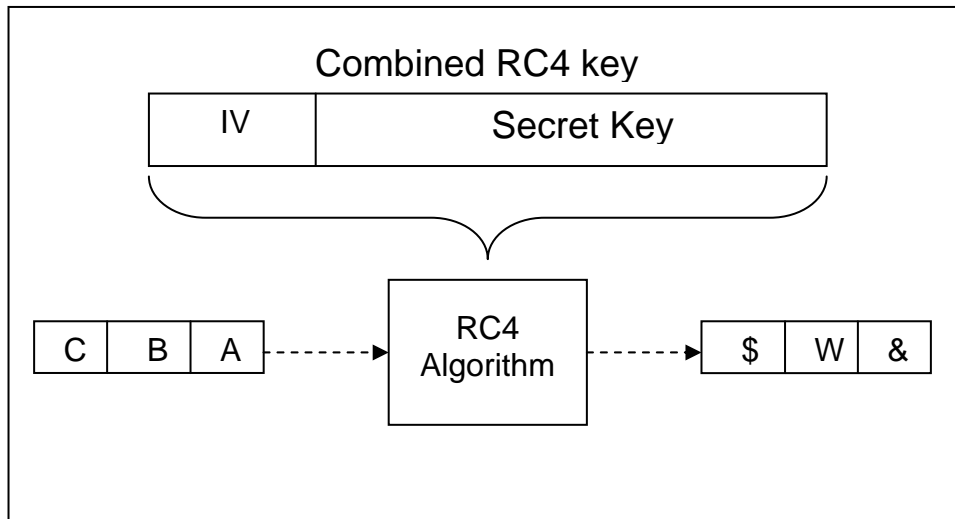 Combined RC4 key
IV Secret Key
C B A
RC4
Algorithm
$ W &